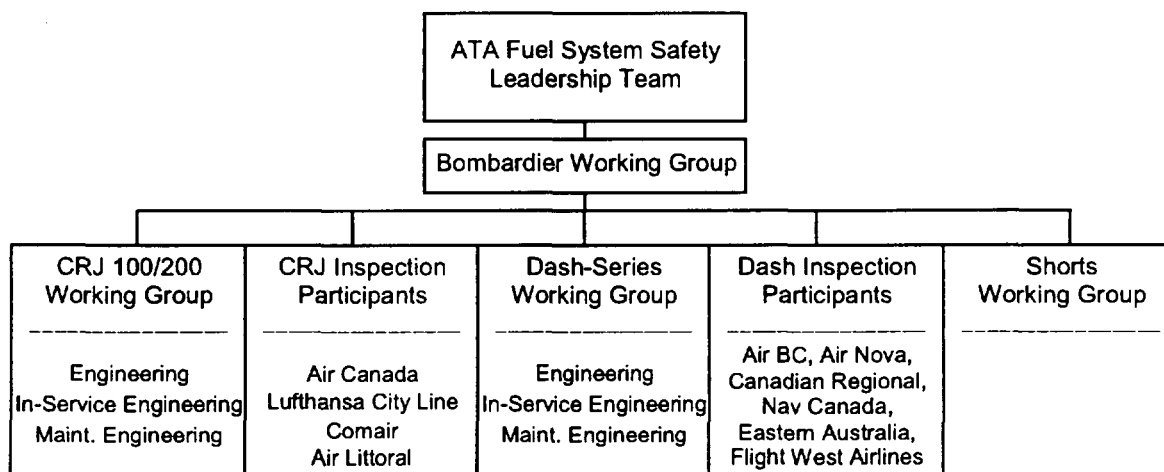 ATA Fuel System Safety
Leadership Team
Bombardier Working Group
CRJ 100/200
Working Group
Engineering
In-Service Engineering
Maint. Engineering
CRJ Inspection
Participants
Air Canada
Lufthansa City Line
Comair
Air Littoral
Dash-Series
Working Group
Engineering
In-Service Engineering
Maint. Engineering
Dash Inspection
Participants
Air BC, Air Nova,
Canadian Regional,
Nav Canada,
Eastern Australia,
Flight West Airlines
Shorts
Working Group